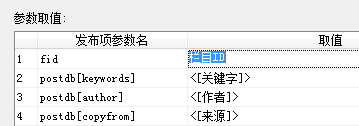 参数取值:
发布项参数名 取值
1 fid 栏目ID
2 postdb[keywords] <[关键字]>
3 postdb[author] <[作者]>
4 postdb[copyfrom] <[来源]>